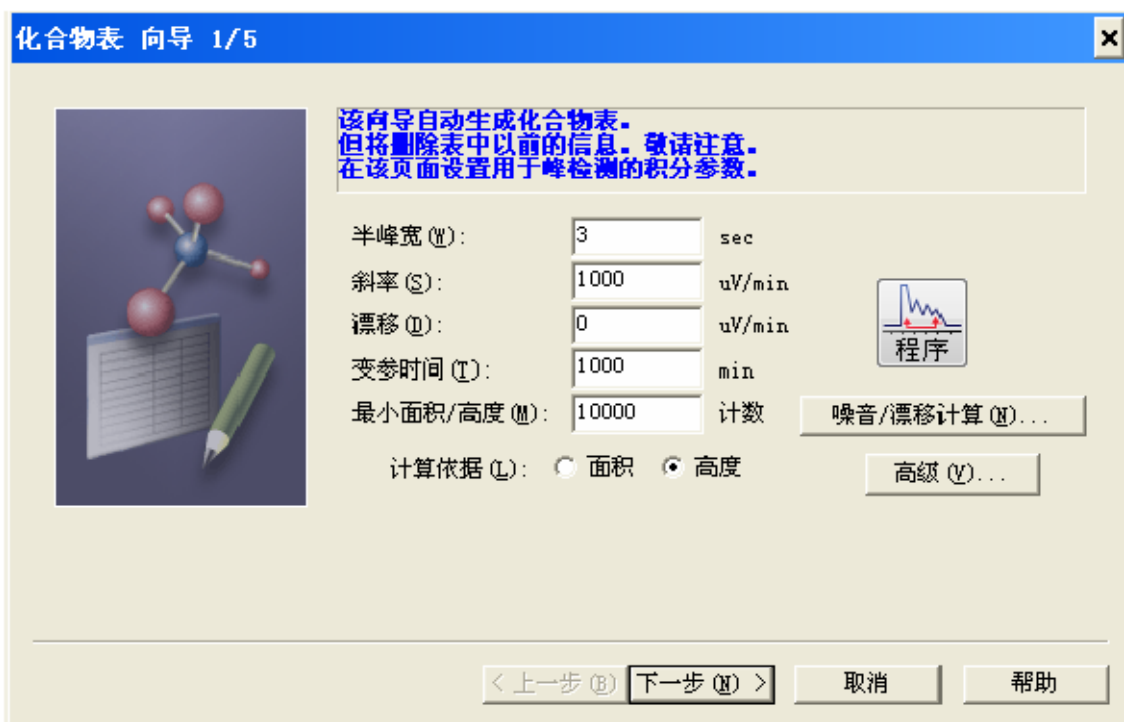 化合物表 向导 1/5
该向导自动生成化合物表。
但将删除表中以前的信息。敬请注意。
在该页面设置用于峰检测的积分参数。
半峰宽(W): 3 sec
斜率(S): 1000 uV/min
漂移(D): 0 uV/min
变参时间(T): 1000 min
程序
最小面积/高度(M): 10000 计数 噪音/漂移计算(N)...
计算依据(L): 面积 高度 高级(V)...
< 上一步(B) 下一步(N) > 取消 帮助